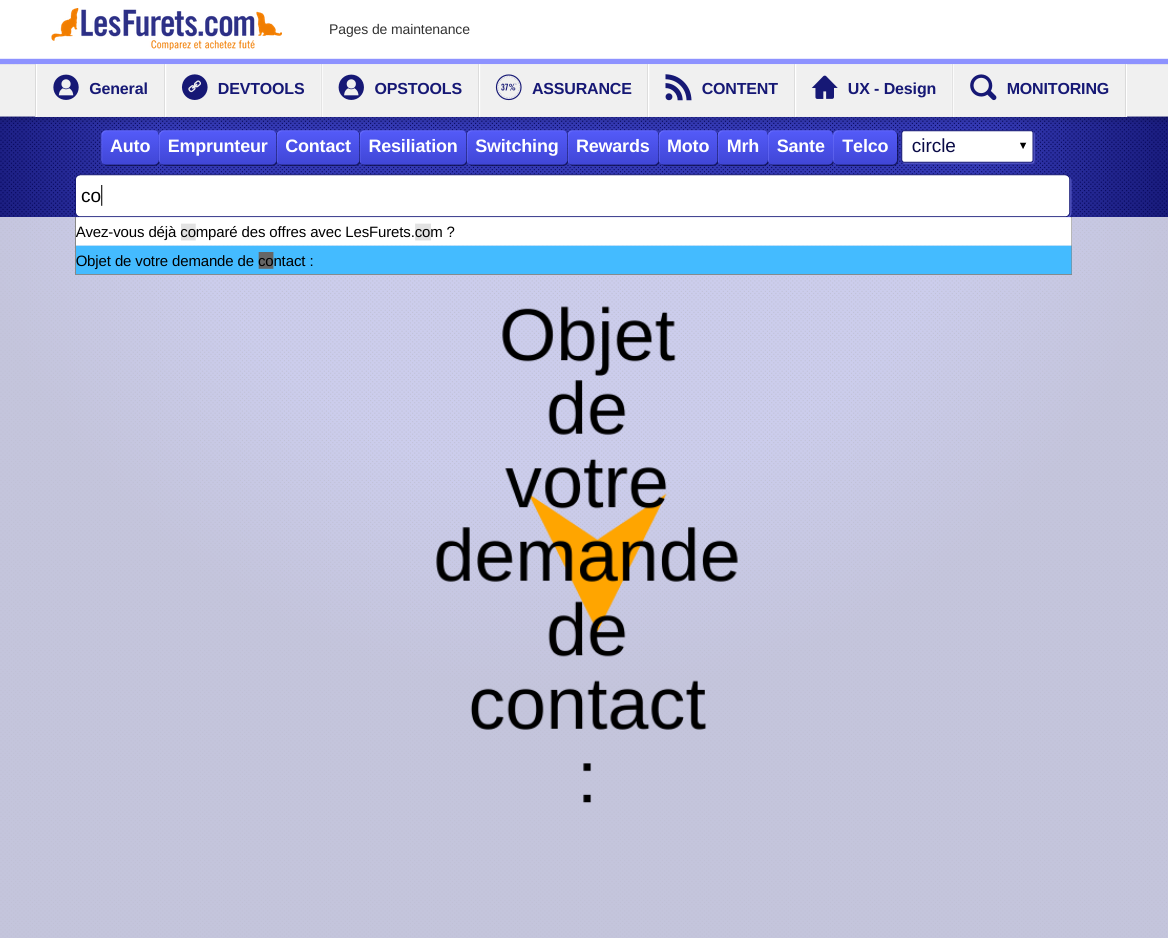 LesFurets.com
Comparez et achetez futé
Pages de maintenance
General DEVTOOLS OPSTOOLS 37% ASSURANCE CONTENT UX - Design MONITORING
Auto Emprunteur Contact Resiliation Switching Rewards Moto Mrh Sante Telco circle
co
Avez-vous déjà comparé des offres avec LesFurets.com ?
Objet de votre demande de contact :
Objet
de
votre
demande
de
contact
: